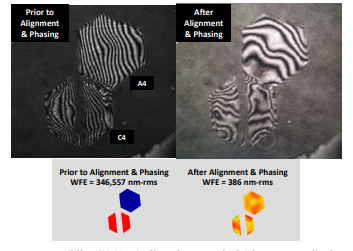 Prior to
Alignment
& Phasing
After
Alignment
& Phasing
A4
C4
Prior to Alignment & Phasing
WFE = 346,557 nm-rms
After Alignment & Phasing
WFE = 386 nm-rms